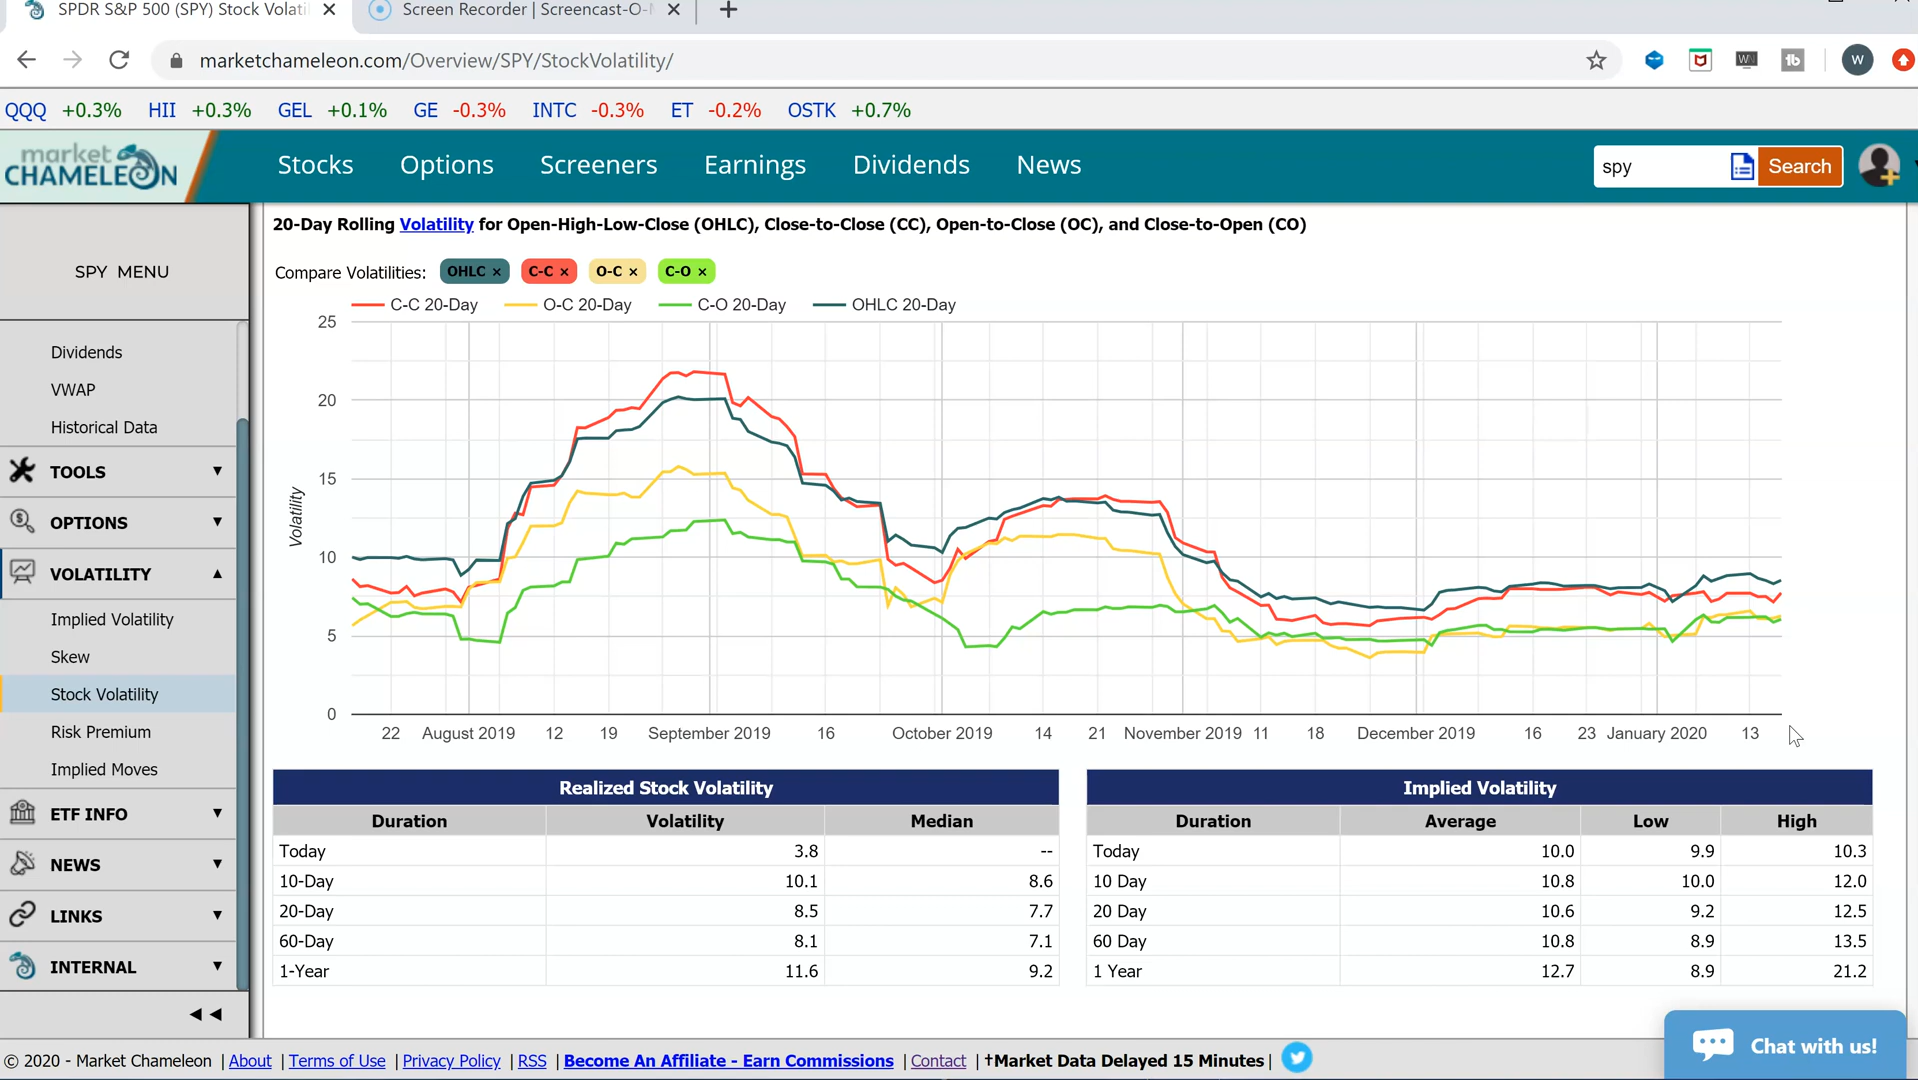 SPDR S&P 500 (SPY) Stock Volati
Screen Recorder | Screencast-O-
marketchameleon.com/Overview/SPY/StockVolatility/
QQQ +0.3% HII +0.3% GEL +0.1% GE -0.3% INTC -0.3% ET -0.2% OSTK +0.7%
market
CHAMELEON
Stocks Options Screeners Earnings Dividends News
spy Search
SPY MENU
Dividends
VWAP
Historical Data
TOOLS
OPTIONS
VOLATILITY
Implied Volatility
Skew
Stock Volatility
Risk Premium
Implied Moves
ETF INFO
NEWS
LINKS
INTERNAL
20-Day Rolling Volatility for Open-High-Low-Close (OHLC), Close-to-Close (CC), Open-to-Close (OC), and Close-to-Open (CO)
Compare Volatilities: OHLC × C-C × O-C × C-O ×
C-C 20-Day O-C 20-Day C-O 20-Day OHLC 20-Day
25
20
15
10
5
0
Volatility
22 August 2019 12 19 September 2019 16 October 2019 14 21 November 2019 11 18 December 2019 16 23 January 2020 13
Realized Stock Volatility
Duration Volatility Median
Today 3.8 --
10-Day 10.1 8.6
20-Day 8.5 7.7
60-Day 8.1 7.1
1-Year 11.6 9.2
Implied Volatility
Duration Average Low High
Today 10.0 9.9 10.3
10 Day 10.8 10.0 12.0
20 Day 10.6 9.2 12.5
60 Day 10.8 8.9 13.5
1 Year 12.7 8.9 21.2
© 2020 - Market Chameleon | About | Terms of Use | Privacy Policy | RSS | Become An Affiliate - Earn Commissions | Contact | †Market Data Delayed 15 Minutes |
Chat with us!
W